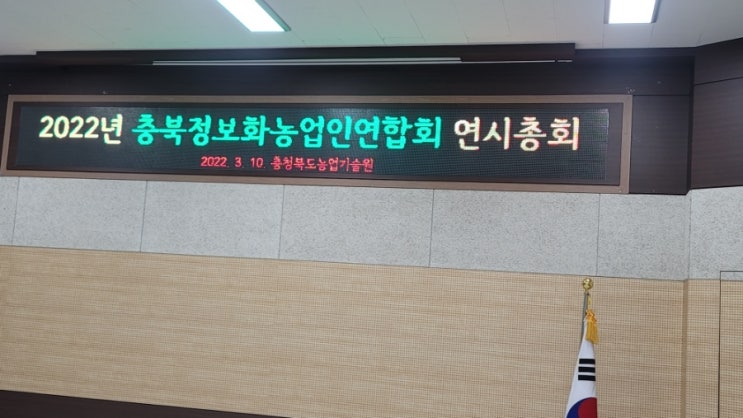 2022년 충북정보화농업인연합회 연시총회
2022. 3. 10. 충청북도농업기술원